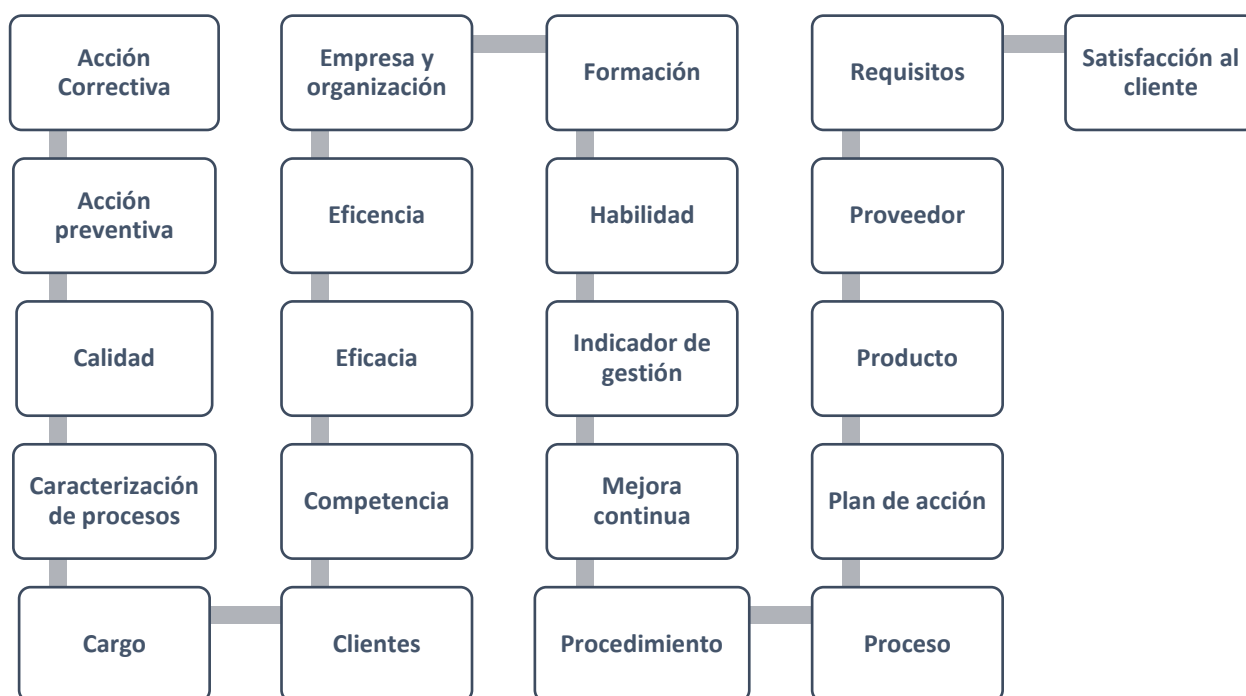 Acción
Correctiva
Acción
preventiva
Calidad
Caracterización
de procesos
Cargo
Clientes
Competencia
Eficacia
Eficencia
Empresa y
organización
Formación
Habilidad
Indicador de
gestión
Mejora
continua
Procedimiento
Proceso
Plan de acción
Producto
Proveedor
Requisitos
Satisfacción al
cliente